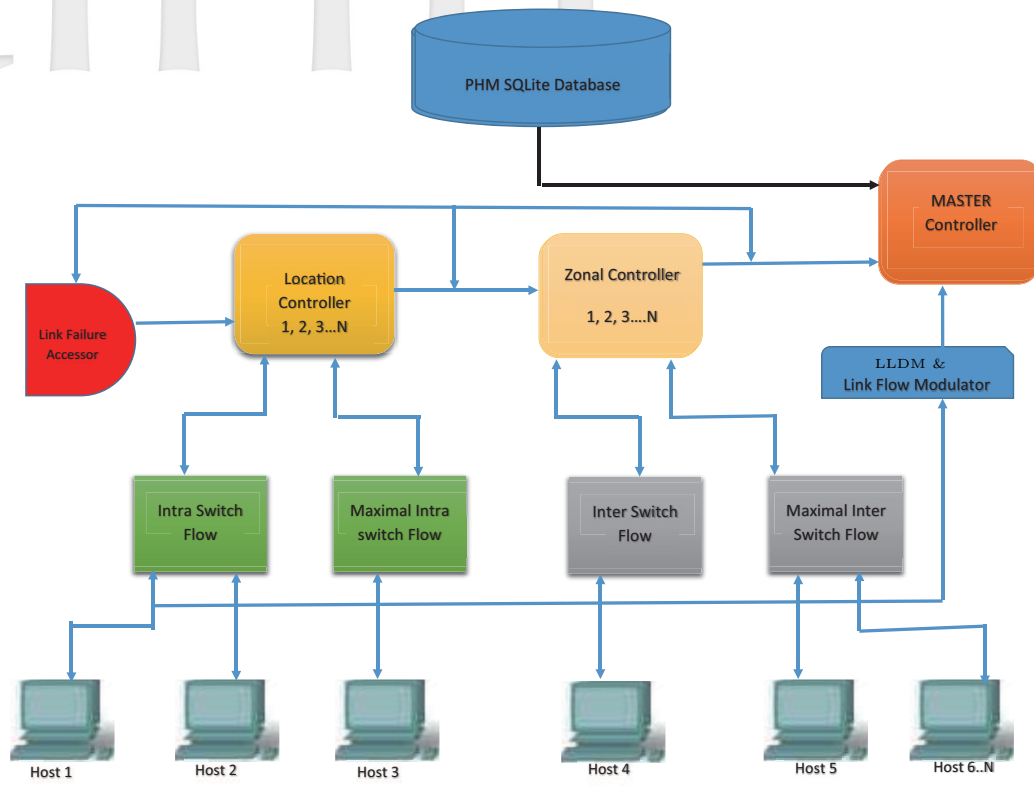 PHM SQLite Database
MASTER
Controller
Location
Controller
1, 2, 3...N
Zonal Controller
1, 2, 3....N
Link Failure
Accessor
LLDM &
Link Flow Modulator
Intra Switch
Flow
Maximal Intra
switch Flow
Inter Switch
Flow
Maximal Inter
Switch Flow
Host 1
Host 2
Host 3
Host 4
Host 5
Host 6..N